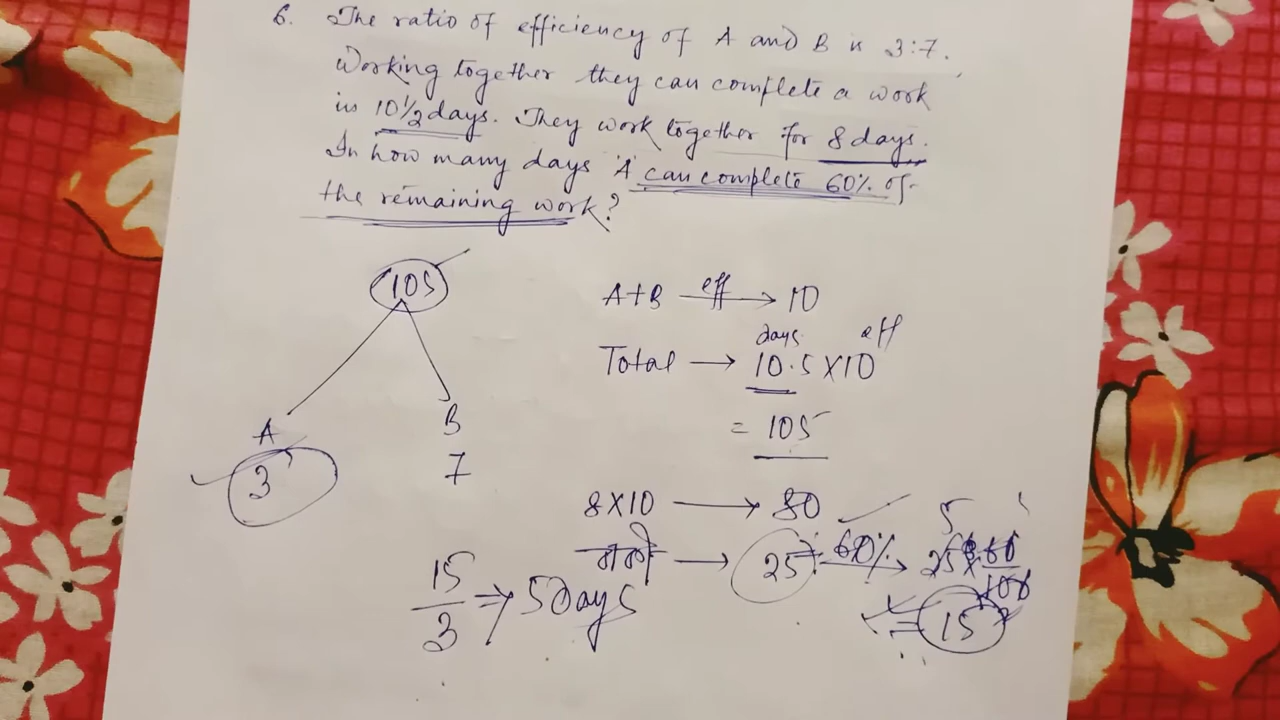 6. The ratio of efficiency of A and B is 3:7.
Working together they can complete a work
in 10½ days. They work together for 8 days.
In how many days 'A' can complete 60% of
the remaining work?
105
A+B eff → 10
days. eff
Total → 10.5 X 10
= 105
A B
3 7
8 X 10 → 80
→ 25 60% → 25 x 60/100
5
= 15
15/3 ⇒ 5 Days